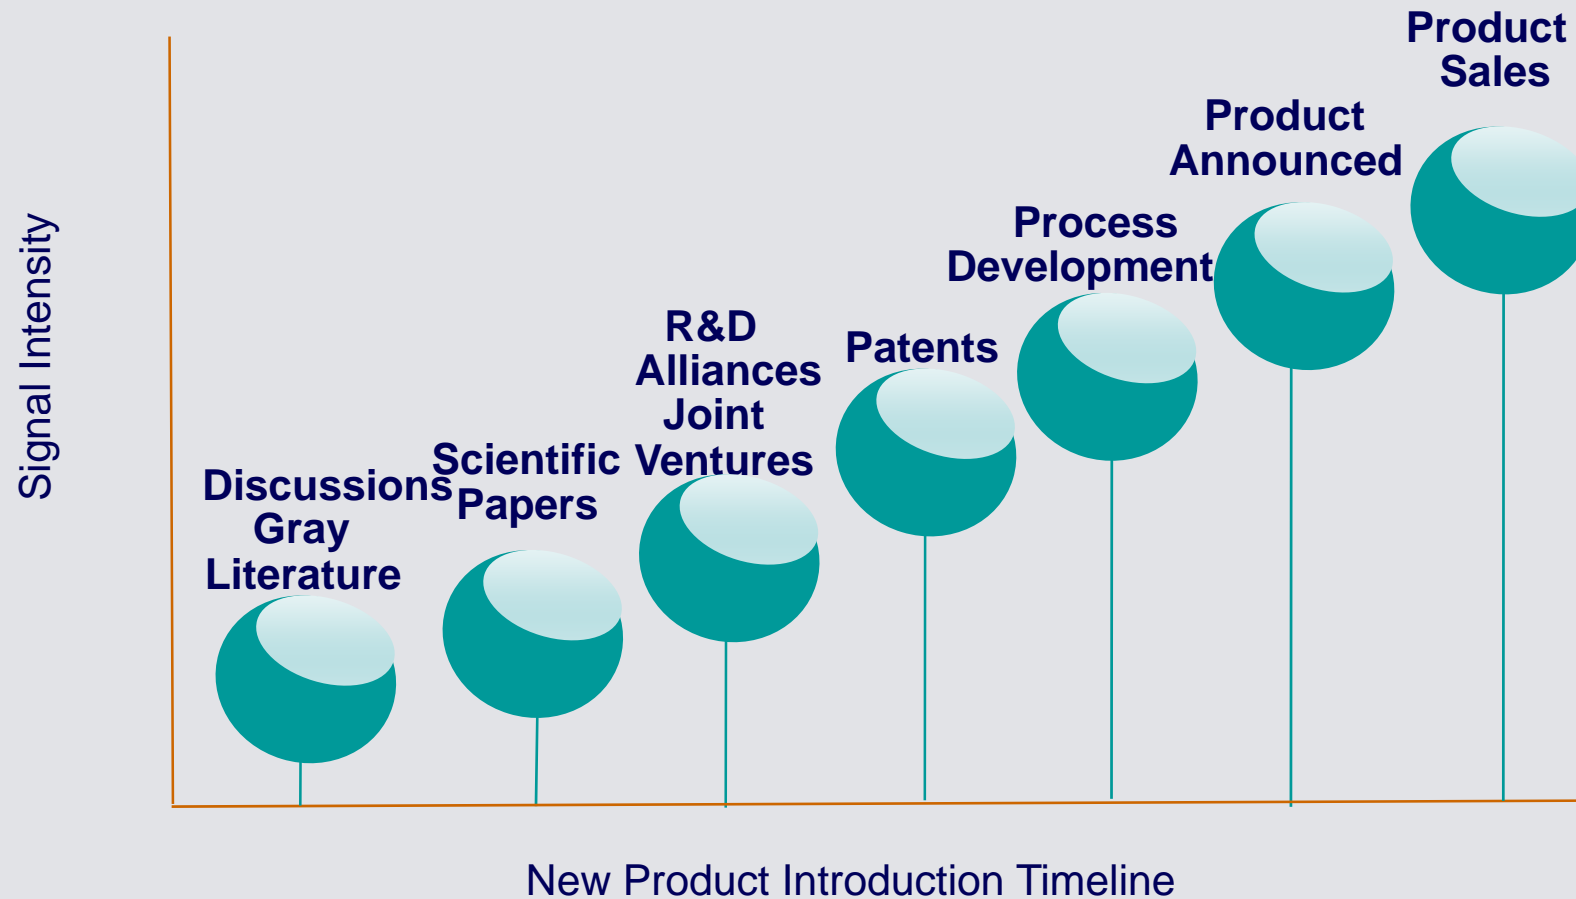 Product
Sales
Product
Announced
Process
Development
R&D
Alliances
Joint
Ventures
Patents
Scientific
Papers
Discussions
Gray
Literature
Signal Intensity
New Product Introduction Timeline